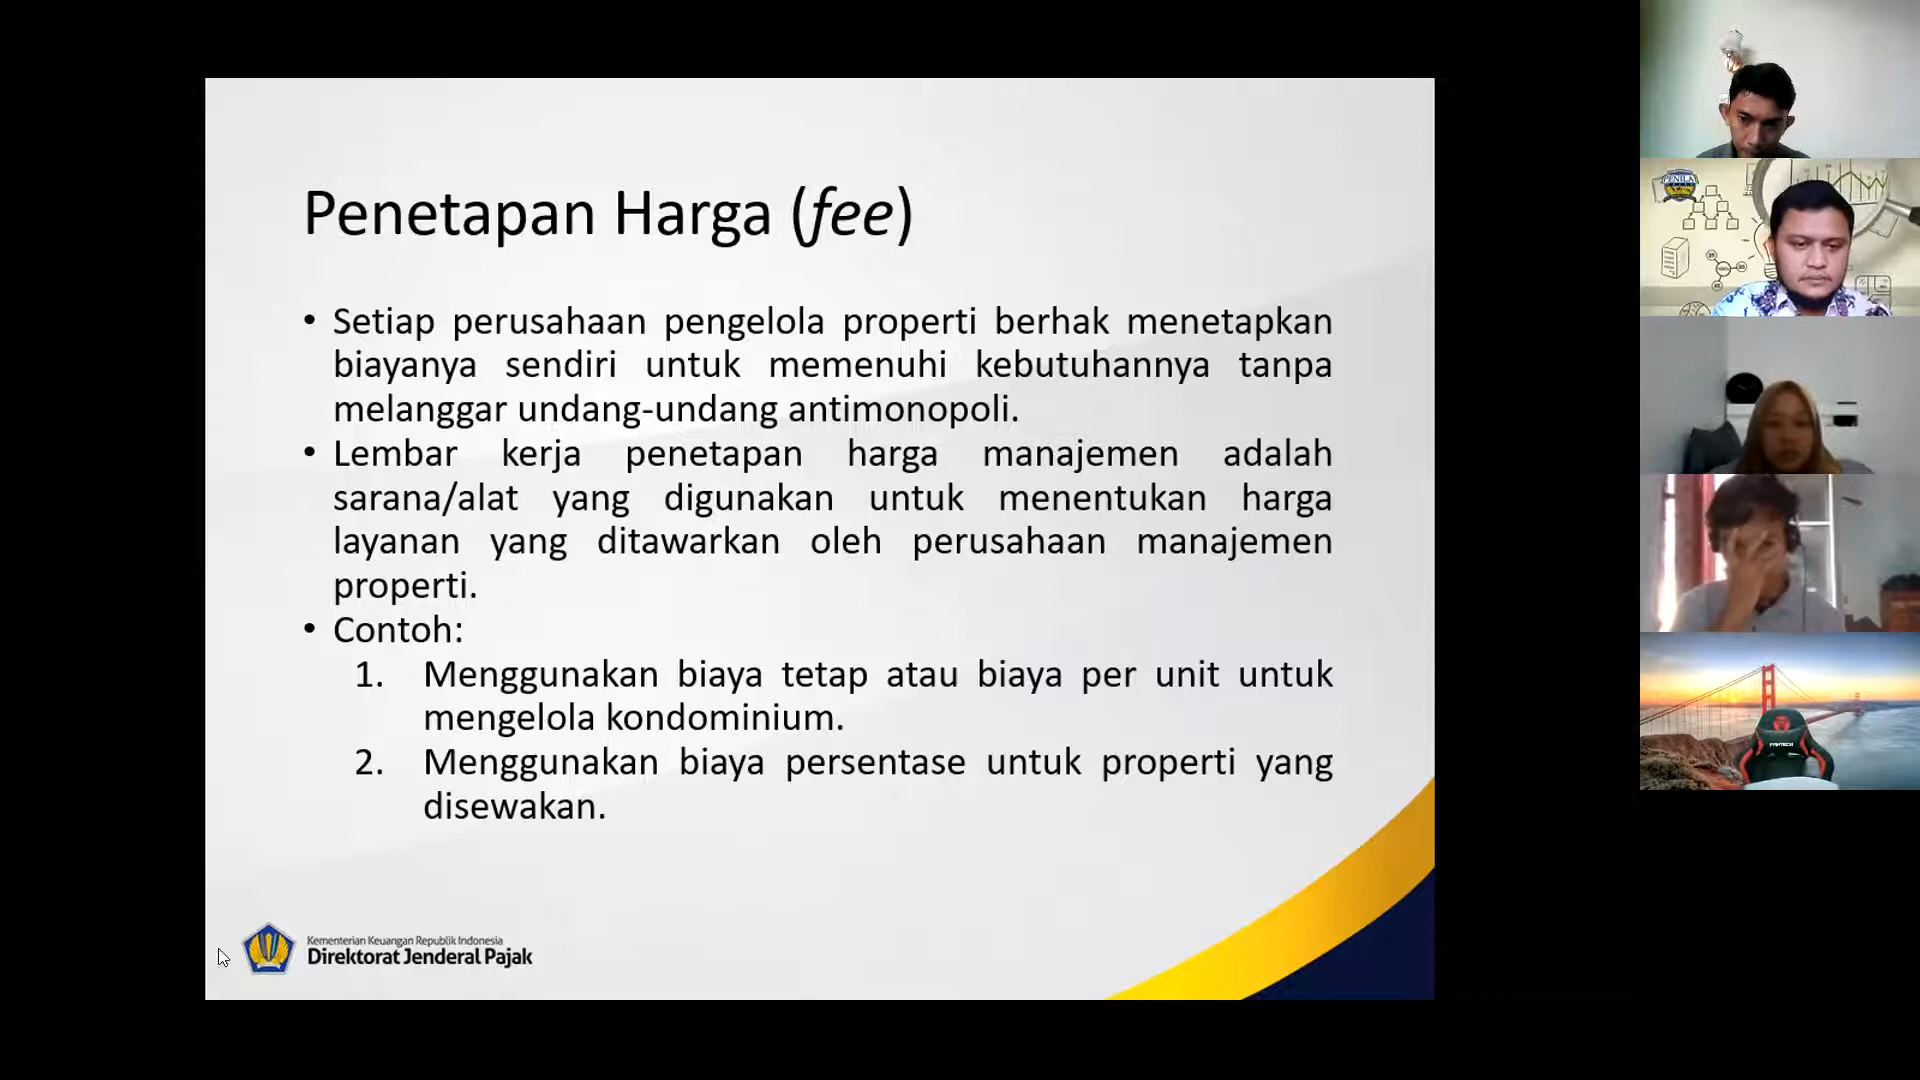 Penetapan Harga (fee)
• Setiap perusahaan pengelola properti berhak menetapkan
biayanya sendiri untuk memenuhi kebutuhannya tanpa
melanggar undang-undang antimonopoli.
• Lembar kerja penetapan harga manajemen adalah
sarana/alat yang digunakan untuk menentukan harga
layanan yang ditawarkan oleh perusahaan manajemen
properti.
• Contoh:
1. Menggunakan biaya tetap atau biaya per unit untuk
mengelola kondominium.
2. Menggunakan biaya persentase untuk properti yang
disewakan.
Kementerian Keuangan Republik Indonesia
Direktorat Jenderal Pajak
PENILAI
FANTECH